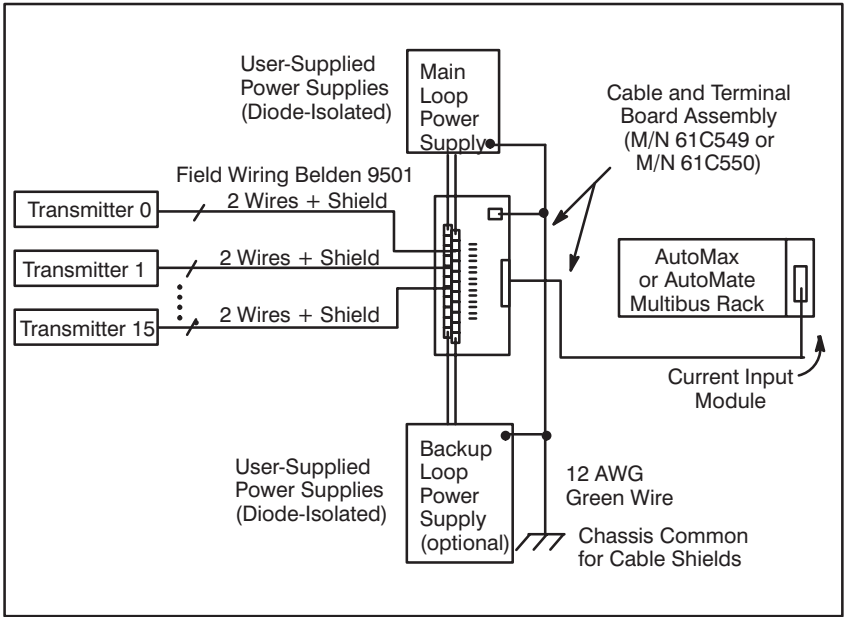 User-Supplied
Power Supplies
(Diode-Isolated)
Main
Loop
Power
Supply
Cable and Terminal
Board Assembly
(M/N 61C549 or
M/N 61C550)
Field Wiring Belden 9501
2 Wires + Shield
Transmitter 0
2 Wires + Shield
Transmitter 1
2 Wires + Shield
Transmitter 15
AutoMax
or AutoMate
Multibus Rack
Current Input
Module
User-Supplied
Power Supplies
(Diode-Isolated)
Backup
Loop
Power
Supply
(optional)
12 AWG
Green Wire
Chassis Common
for Cable Shields